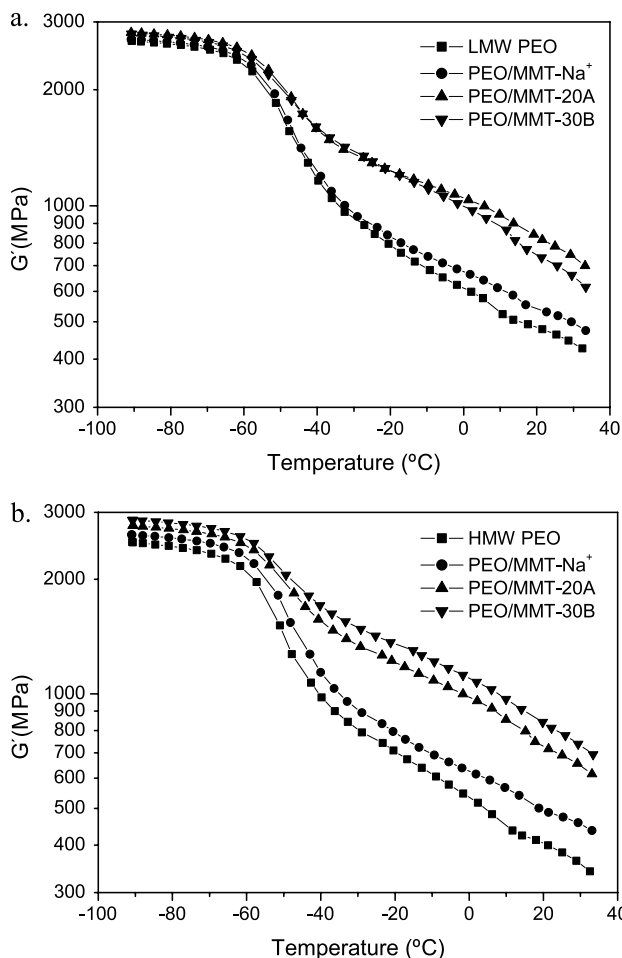 a.
3000
2000
1000
900
800
700
600
500
400
300
G′(MPa)
LMW PEO
PEO/MMT-Na⁺
PEO/MMT-20A
PEO/MMT-30B
-100 -80 -60 -40 -20 0 20 40
Temperature (ºC)
b.
3000
2000
1000
900
800
700
600
500
400
300
G′(MPa)
HMW PEO
PEO/MMT-Na⁺
PEO/MMT-20A
PEO/MMT-30B
-100 -80 -60 -40 -20 0 20 40
Temperature (ºC)